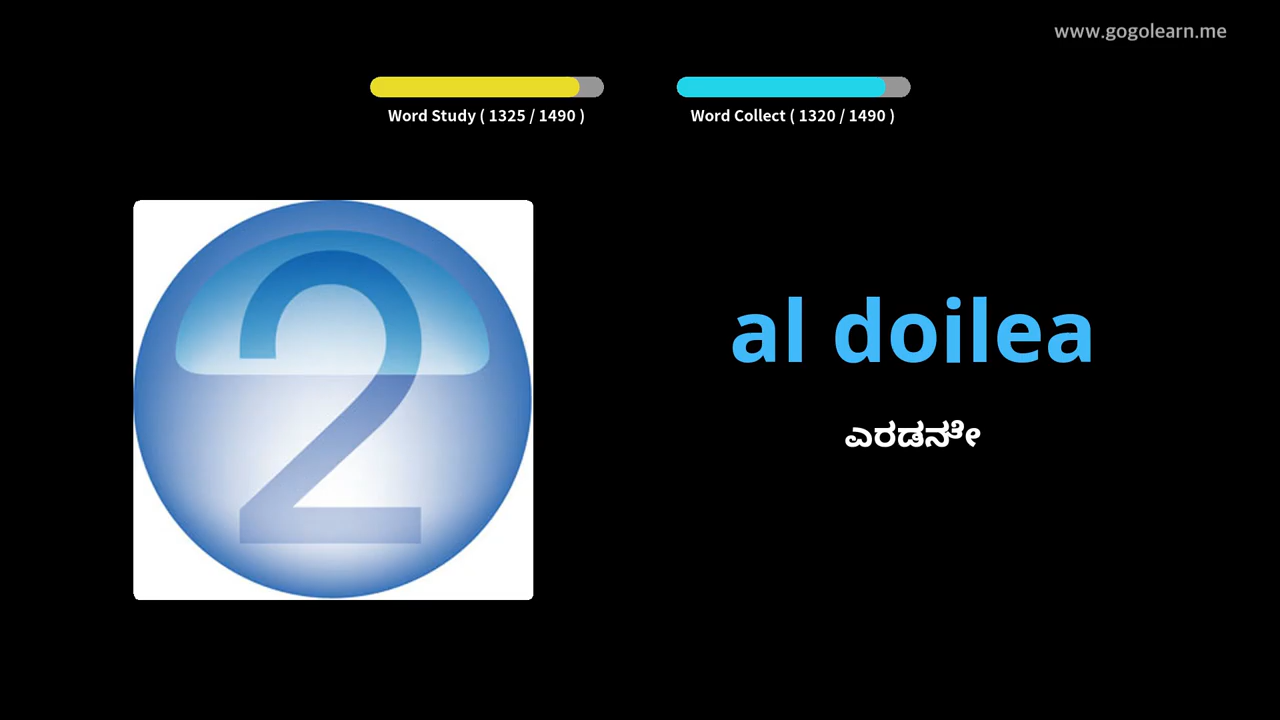 www.gogolearn.me
Word Study ( 1325 / 1490 )
Word Collect ( 1320 / 1490 )
2
al doilea
ಎರಡನೇ